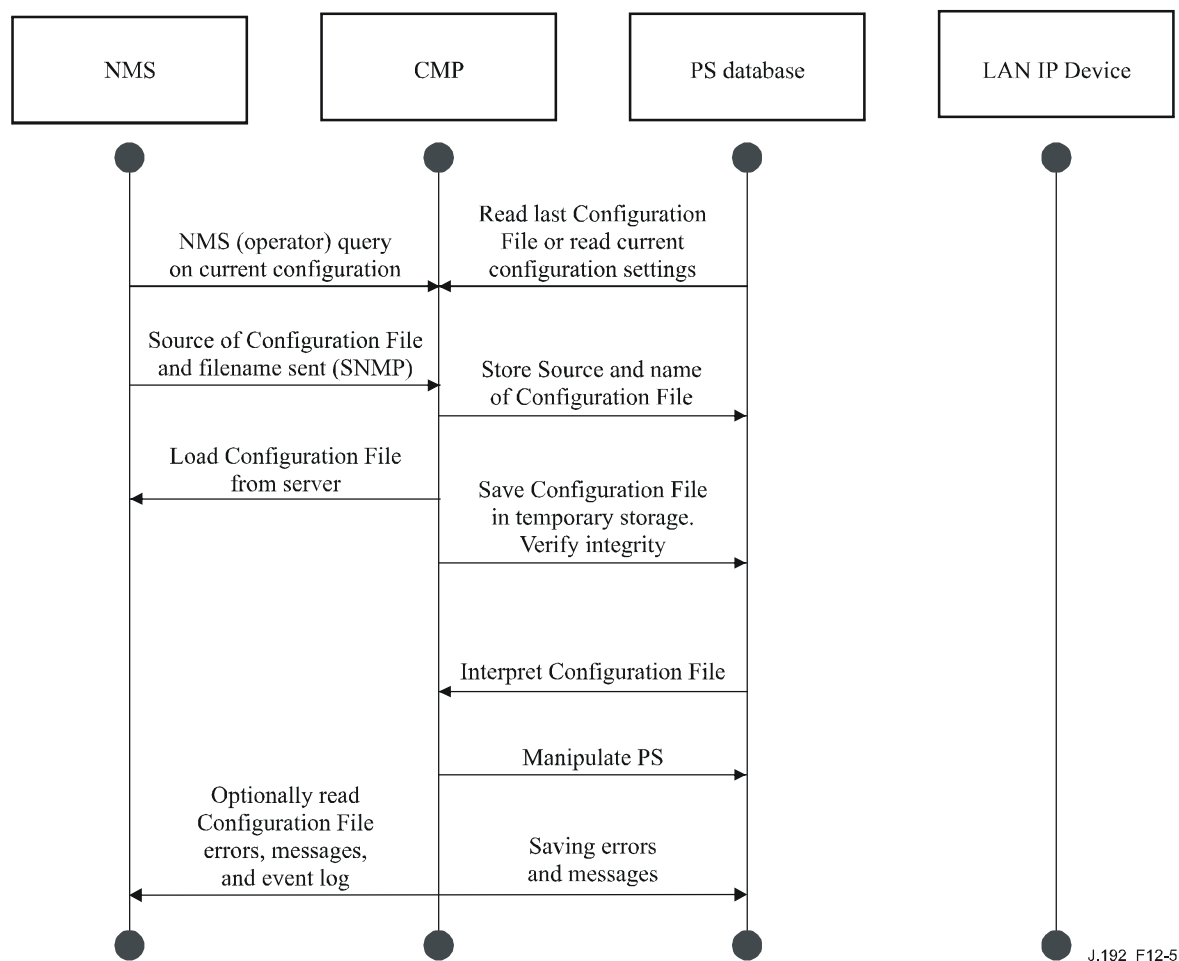 NMS
CMP
PS database
LAN IP Device
NMS (operator) query
on current configuration
Read last Configuration
File or read current
configuration settings
Source of Configuration File
and filename sent (SNMP)
Store Source and name
of Configuration File
Load Configuration File
from server
Save Configuration File
in temporary storage.
Verify integrity
Interpret Configuration File
Manipulate PS
Optionally read
Configuration File
errors, messages,
and event log
Saving errors
and messages
J.192_F12-5